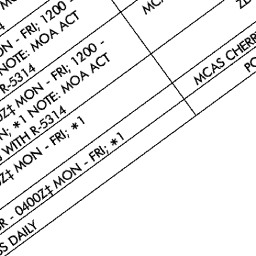 MO
ON - FRI; 1200 -
NOTE: MOA ACT
R-5314
Z‡ MON - FRI; 1200 -
N; *1 NOTE: MOA ACT
WITH R-5314
Z‡ MON - FRI; *1
R - 0400Z‡ MON - FRI; *1
S DAILY
MC
MCAS CHERR
PO